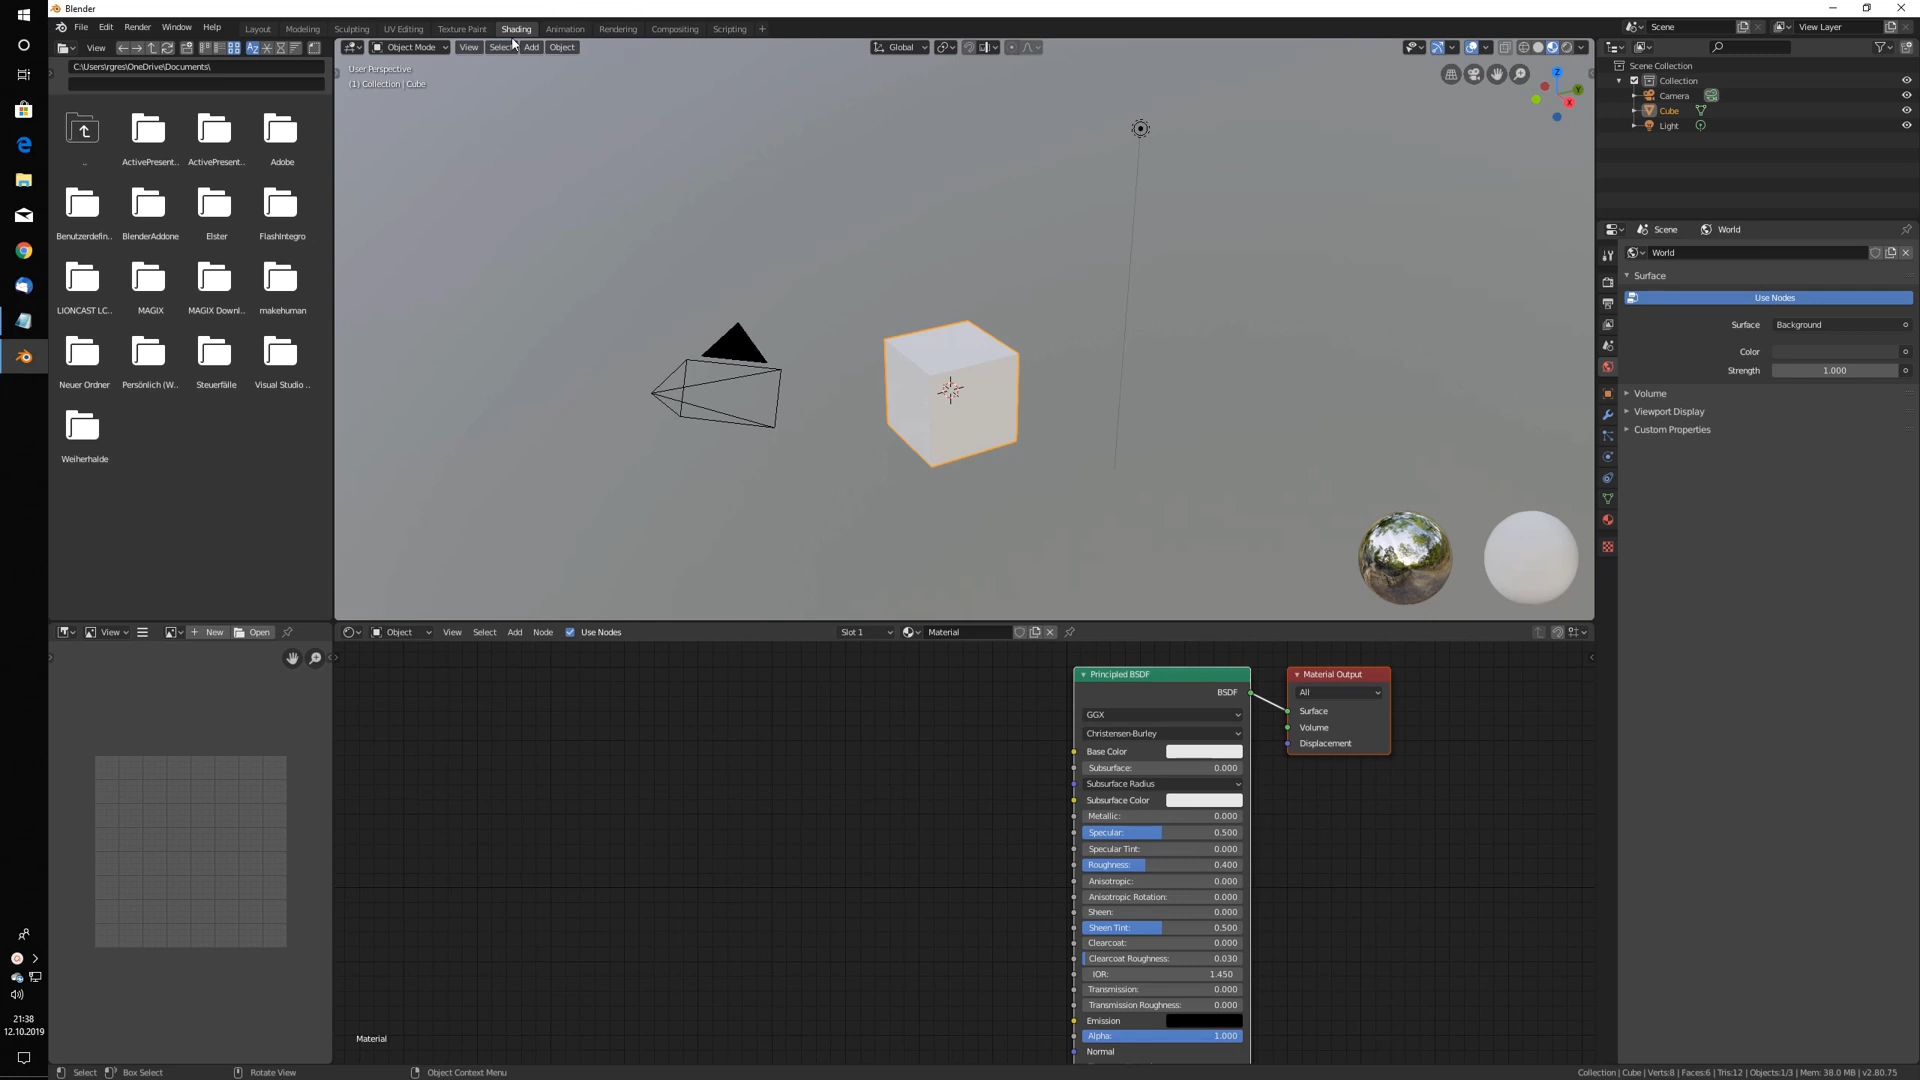 Blender
File Edit Render Window Help
Layout Modeling Sculpting UV Editing Texture Paint Shading Animation Rendering Compositing Scripting +
Scene
View Layer
View
Object Mode View Select Add Object
Global
C:\Users\rgres\OneDrive\Documents\
User Perspective
(1) Collection | Cube
..
ActivePresent..
ActivePresent..
Adobe
Benutzerdefin..
BlenderAddone
Elster
FlashIntegro
LIONCAST LC..
MAGIX
MAGIX Downl..
makehuman
Neuer Ordner
Persönlich (W..
Steuerfälle
Visual Studio ..
Weiherhalde
Z
Y
X
Scene Collection
Collection
Camera
Cube
Light
Scene World
World
Surface
Use Nodes
Surface Background
Color
Strength 1.000
Volume
Viewport Display
Custom Properties
View + New Open
Object View Select Add Node Use Nodes
Slot 1
Material
Principled BSDF
BSDF
GGX
Christensen-Burley
Base Color
Subsurface: 0.000
Subsurface Radius
Subsurface Color
Metallic: 0.000
Specular: 0.500
Specular Tint: 0.000
Roughness: 0.400
Anisotropic: 0.000
Anisotropic Rotation: 0.000
Sheen: 0.000
Sheen Tint: 0.500
Clearcoat: 0.000
Clearcoat Roughness: 0.030
IOR: 1.450
Transmission: 0.000
Transmission Roughness: 0.000
Emission
Alpha: 1.000
Normal
Material Output
All
Surface
Volume
Displacement
Material
21:38
12.10.2019
Select Box Select Rotate View Object Context Menu
Collection | Cube | Verts:8 | Faces:6 | Tris:12 | Objects:1/3 | Mem: 38.0 MB | v2.80.75